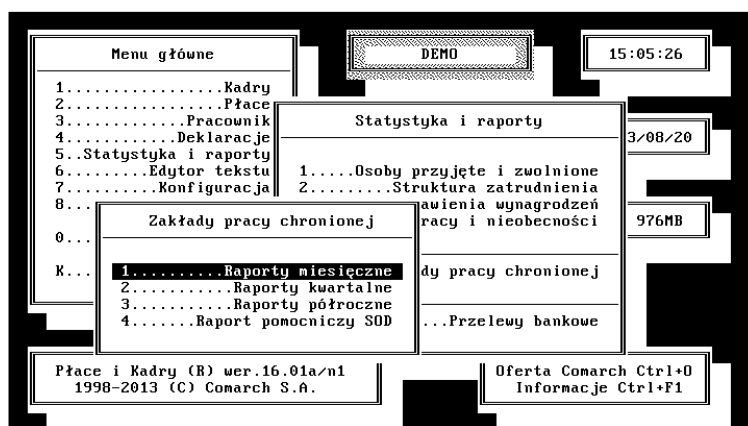 Menu główne
DEMO
15:05:26
1................Kadry
2................Płace
3............Pracownik
4...........Deklaracje
5..Statystyka i raporty
6........Edytor tekstu
7.........Konfiguracja
8...
0...
K...
Statystyka i raporty
1.....Osoby przyjęte i zwolnione
2.........Struktura zatrudnienia
awienia wynagrodzeń
racy i nieobecności
dy pracy chronionej
...Przelewy bankowe
3/08/20
976MB
Zakłady pracy chronionej
1..........Raporty miesięczne
2...........Raporty kwartalne
3...........Raporty półroczne
4.......Raport pomocniczy SOD
Płace i Kadry (R) wer.16.01a/n1
1998-2013 (C) Comarch S.A.
Oferta Comarch Ctrl+O
Informacje Ctrl+F1